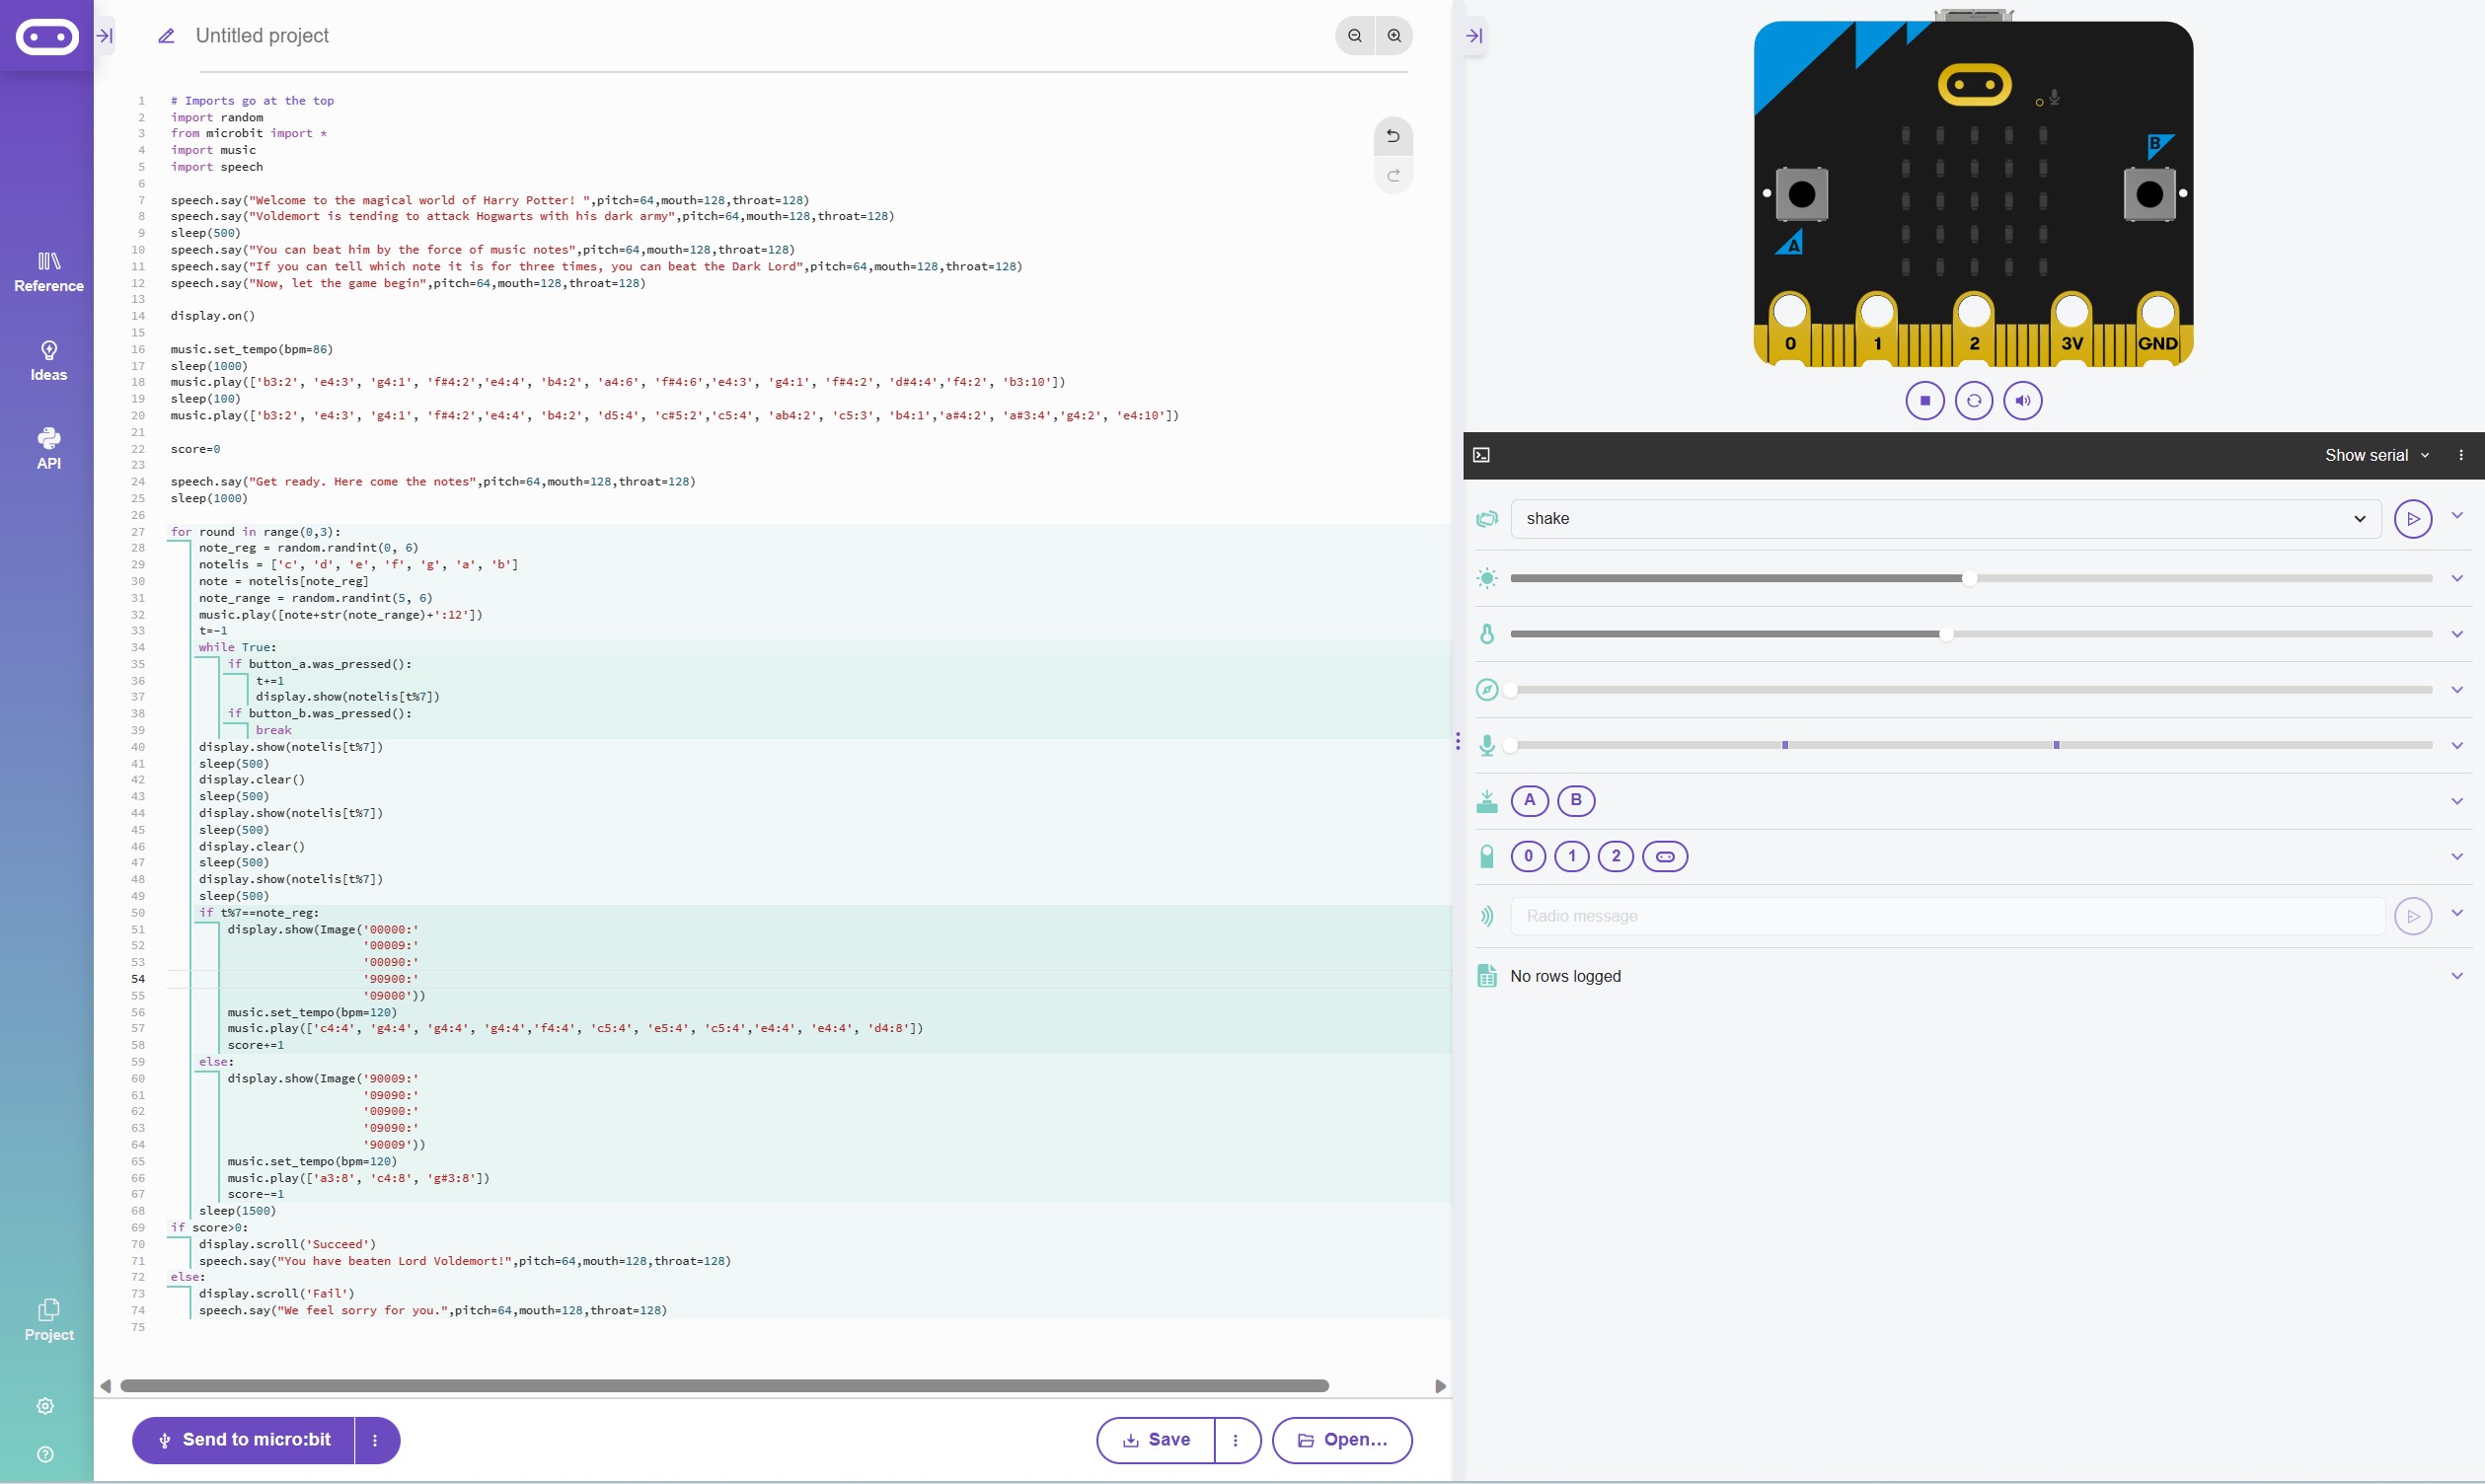 Untitled project
Reference
Ideas
API
Project
1 # Imports go at the top
2 import random
3 from microbit import *
4 import music
5 import speech
6
7 speech.say("Welcome to the magical world of Harry Potter! ",pitch=64,mouth=128,throat=128)
8 speech.say("Voldemort is tending to attack Hogwarts with his dark army",pitch=64,mouth=128,throat=128)
9 sleep(500)
10 speech.say("You can beat him by the force of music notes",pitch=64,mouth=128,throat=128)
11 speech.say("If you can tell which note it is for three times, you can beat the Dark Lord",pitch=64,mouth=128,throat=128)
12 speech.say("Now, let the game begin",pitch=64,mouth=128,throat=128)
13
14 display.on()
15
16 music.set_tempo(bpm=86)
17 sleep(1000)
18 music.play(['b3:2', 'e4:3', 'g4:1', 'f#4:2','e4:4', 'b4:2', 'a4:6', 'f#4:6','e4:3', 'g4:1', 'f#4:2', 'd#4:4','f4:2', 'b3:10'])
19 sleep(100)
20 music.play(['b3:2', 'e4:3', 'g4:1', 'f#4:2','e4:4', 'b4:2', 'd5:4', 'c#5:2','c5:4', 'ab4:2', 'c5:3', 'b4:1','a#4:2', 'a#3:4','g4:2', 'e4:10'])
21
22 score=0
23
24 speech.say("Get ready. Here come the notes",pitch=64,mouth=128,throat=128)
25 sleep(1000)
26
27 for round in range(0,3):
28 note_reg = random.randint(0, 6)
29 notelis = ['c', 'd', 'e', 'f', 'g', 'a', 'b']
30 note = notelis[note_reg]
31 note_range = random.randint(5, 6)
32 music.play([note+str(note_range)+':12'])
33 t=-1
34 while True:
35 if button_a.was_pressed():
36 t+=1
37 display.show(notelis[t%7])
38 if button_b.was_pressed():
39 break
40 display.show(notelis[t%7])
41 sleep(500)
42 display.clear()
43 sleep(500)
44 display.show(notelis[t%7])
45 sleep(500)
46 display.clear()
47 sleep(500)
48 display.show(notelis[t%7])
49 sleep(500)
50 if t%7==note_reg:
51 display.show(Image('00000:'
52 '00009:'
53 '00090:'
54 '90900:'
55 '09000'))
56 music.set_tempo(bpm=120)
57 music.play(['c4:4', 'g4:4', 'g4:4', 'g4:4','f4:4', 'c5:4', 'e5:4', 'c5:4','e4:4', 'e4:4', 'd4:8'])
58 score+=1
59 else:
60 display.show(Image('90009:'
61 '09090:'
62 '00900:'
63 '09090:'
64 '90009'))
65 music.set_tempo(bpm=120)
66 music.play(['a3:8', 'c4:8', 'g#3:8'])
67 score-=1
68 sleep(1500)
69 if score>0:
70 display.scroll('Succeed')
71 speech.say("You have beaten Lord Voldemort!",pitch=64,mouth=128,throat=128)
72 else:
73 display.scroll('Fail')
74 speech.say("We feel sorry for you.",pitch=64,mouth=128,throat=128)
75
Send to micro:bit
Save
Open...
B
A
0 1 2 3V GND
Show serial
shake
A B
0 1 2
Radio message
No rows logged